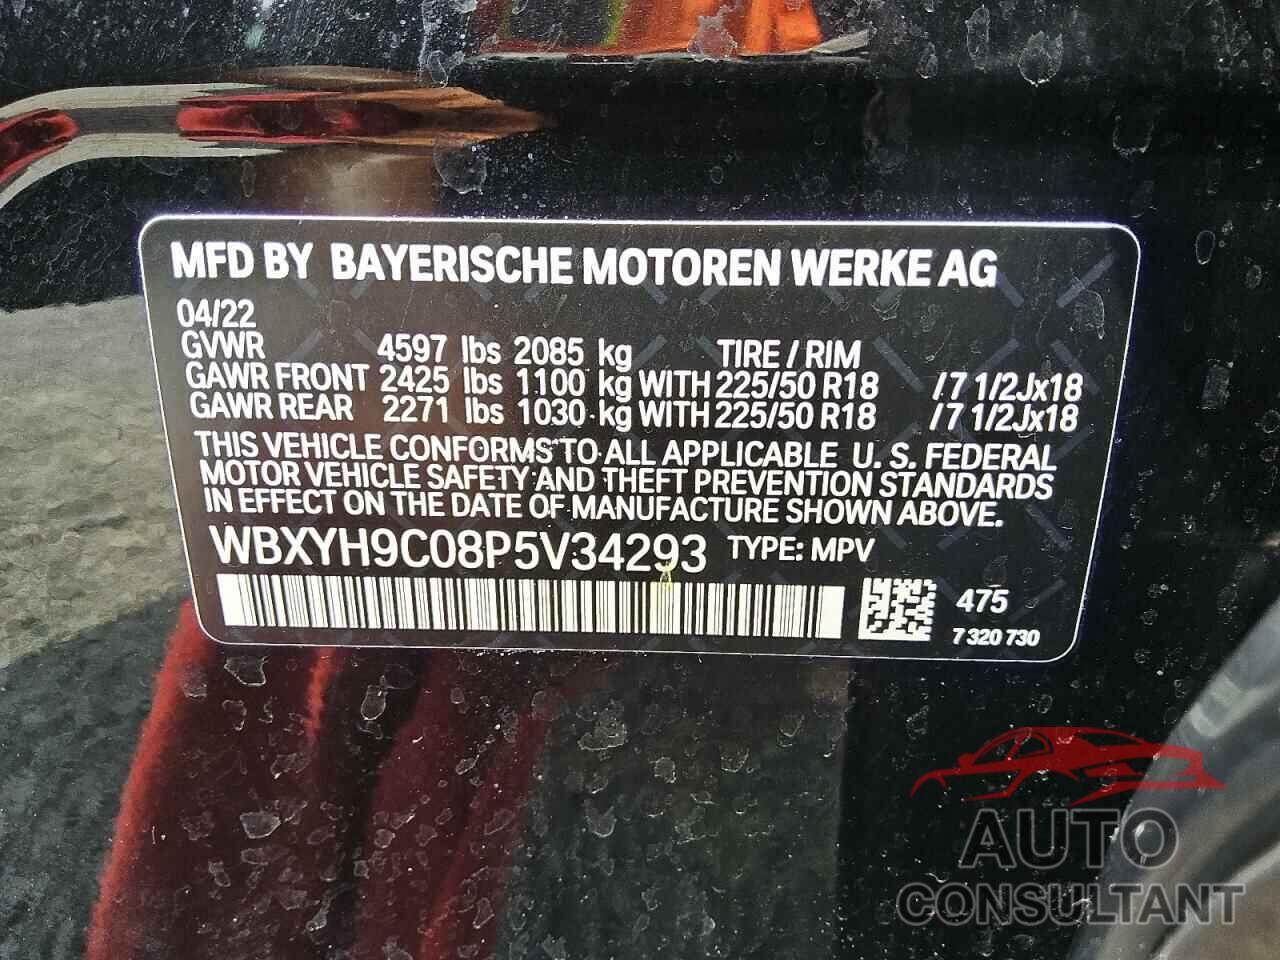 MFD BY BAYERISCHE MOTOREN WERKE AG
04/22
GVWR 4597 lbs 2085 kg TIRE / RIM
GAWR FRONT 2425 lbs 1100 kg WITH 225/50 R18 /7 1/2Jx18
GAWR REAR 2271 lbs 1030 kg WITH 225/50 R18 /7 1/2Jx18
THIS VEHICLE CONFORMS TO ALL APPLICABLE U. S. FEDERAL
MOTOR VEHICLE SAFETY AND THEFT PREVENTION STANDARDS
IN EFFECT ON THE DATE OF MANUFACTURE SHOWN ABOVE.
WBXYH9C08P5V34293 TYPE: MPV
475
7 320 730
AUTO
CONSULTANT